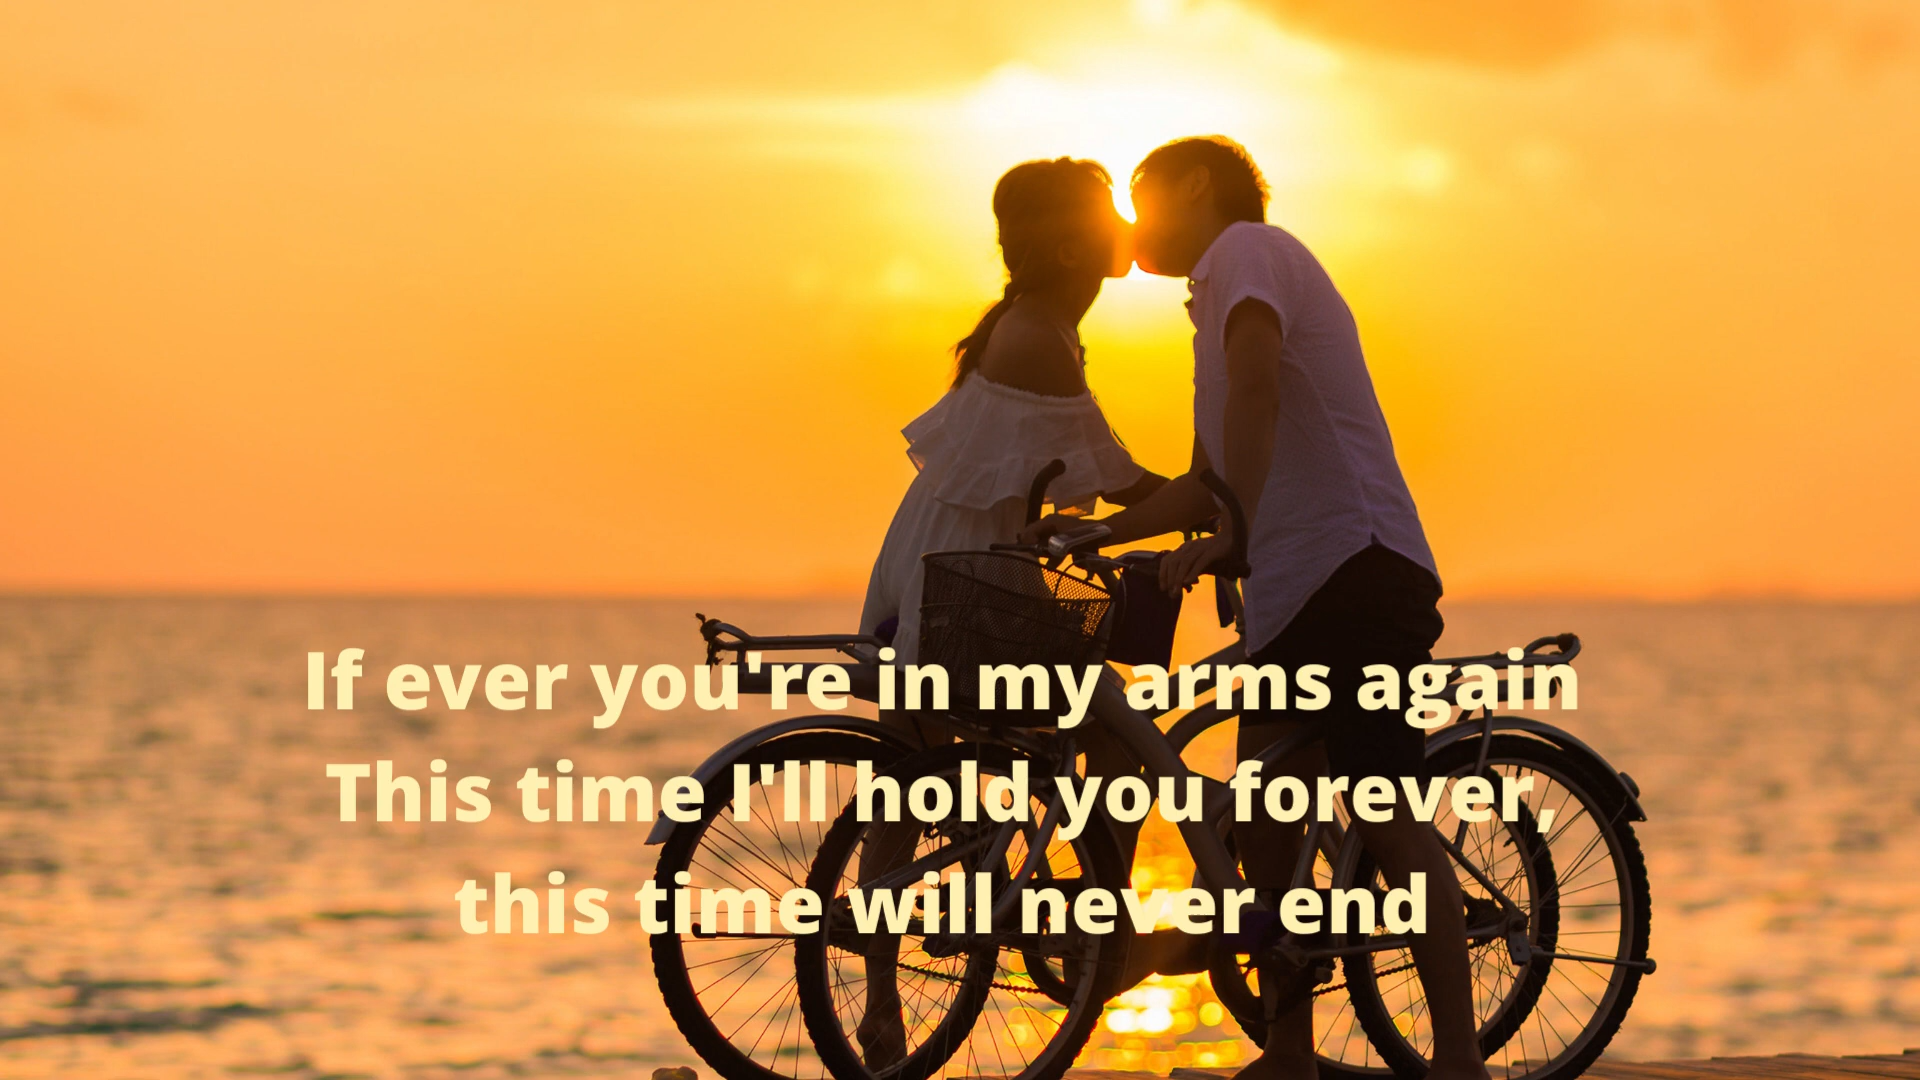 If ever you're in my arms again
This time I'll hold you forever,
this time will never end